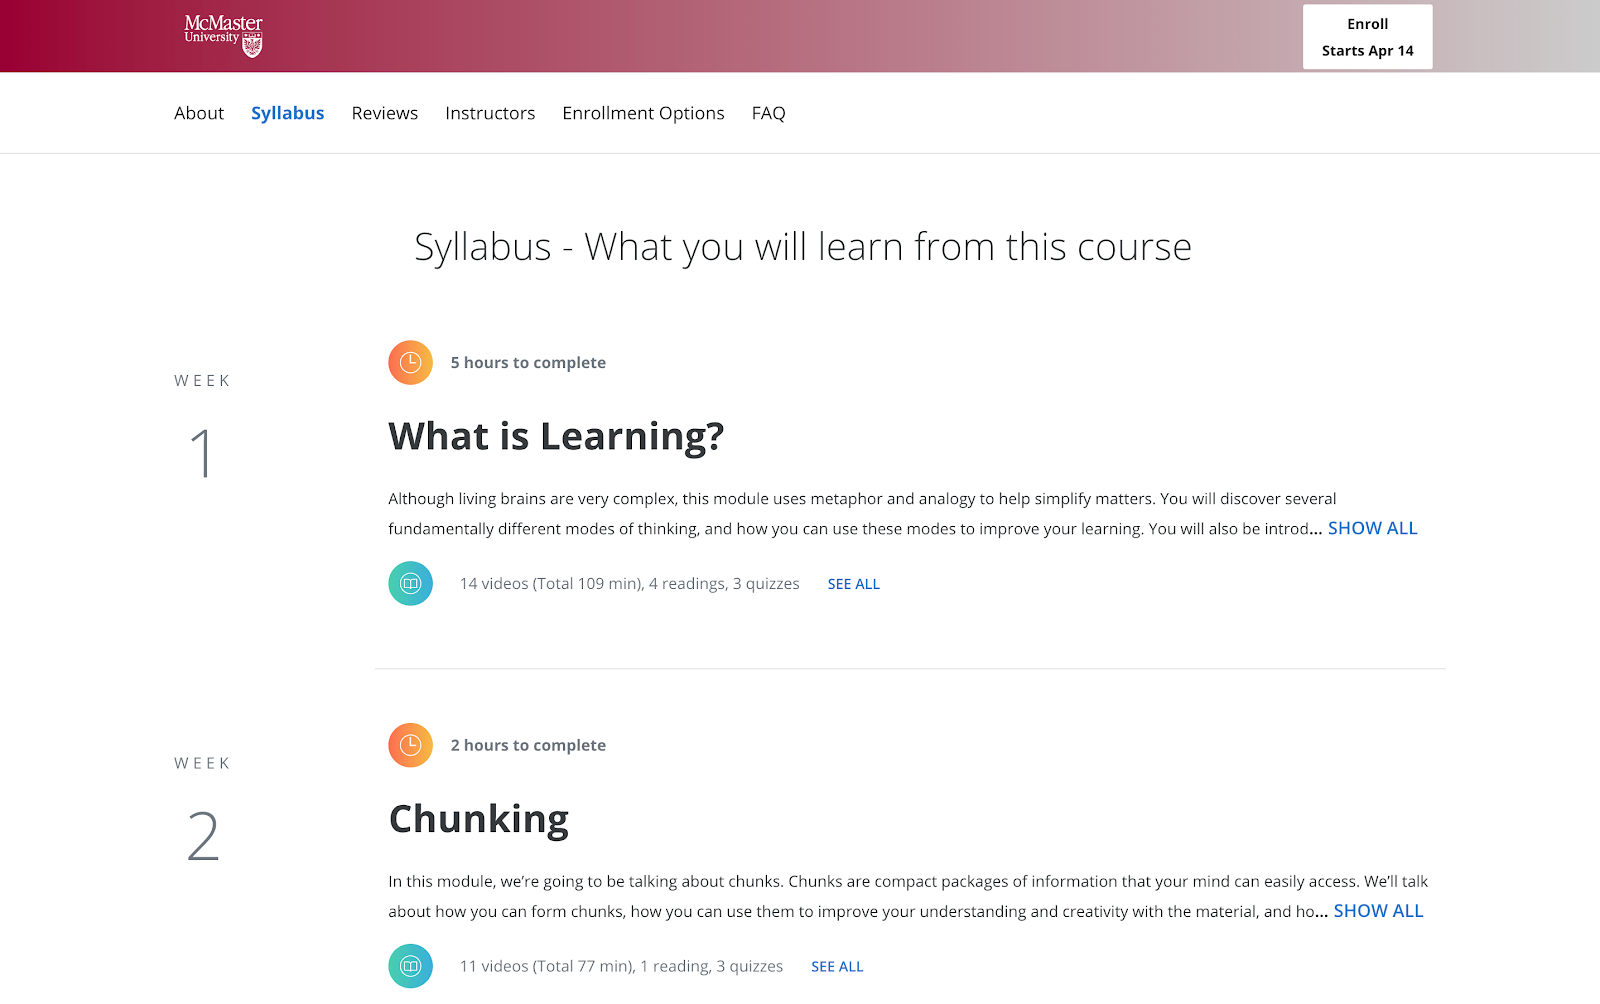 McMaster
University
Enroll
Starts Apr 14
About Syllabus Reviews Instructors Enrollment Options FAQ
Syllabus - What you will learn from this course
WEEK
1
5 hours to complete
What is Learning?
Although living brains are very complex, this module uses metaphor and analogy to help simplify matters. You will discover several
fundamentally different modes of thinking, and how you can use these modes to improve your learning. You will also be introd... SHOW ALL
14 videos (Total 109 min), 4 readings, 3 quizzes SEE ALL
WEEK
2
2 hours to complete
Chunking
In this module, we’re going to be talking about chunks. Chunks are compact packages of information that your mind can easily access. We’ll talk
about how you can form chunks, how you can use them to improve your understanding and creativity with the material, and ho... SHOW ALL
11 videos (Total 77 min), 1 reading, 3 quizzes SEE ALL